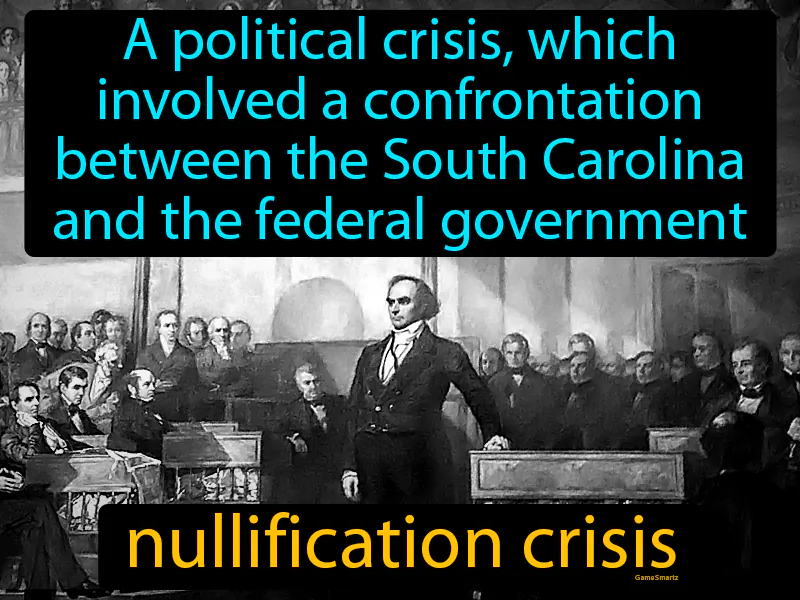 A political crisis, which
involved a confrontation
between the South Carolina
and the federal government
nullification crisis
GameSmartz